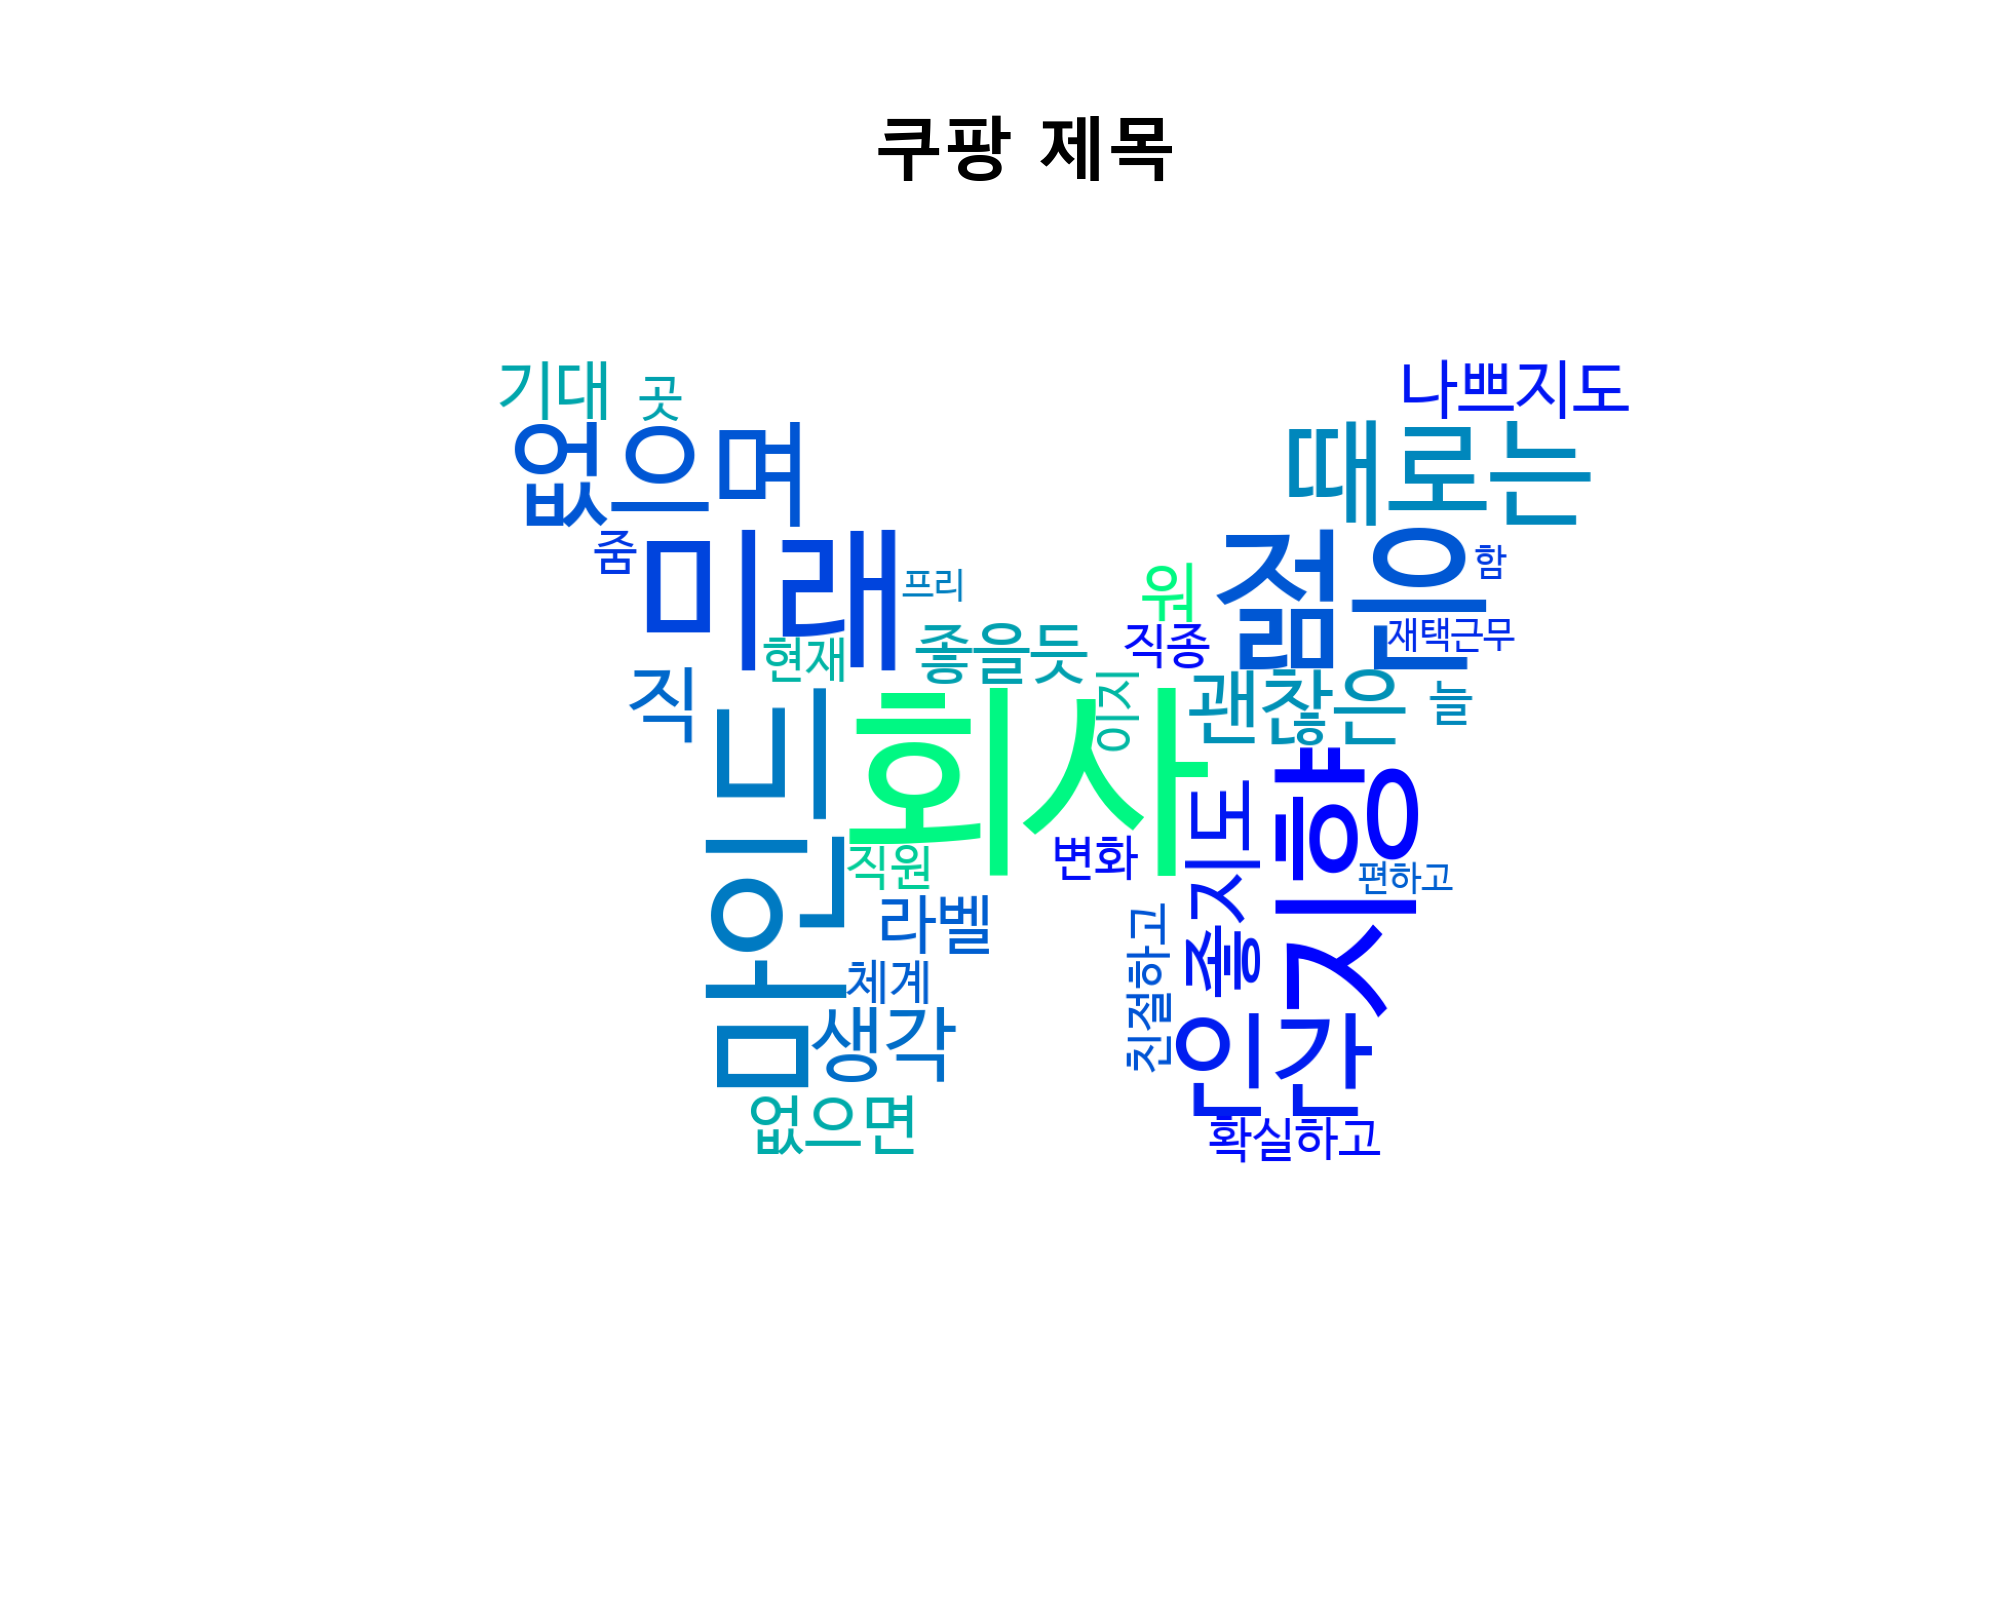 쿠팡 제목
기대
곳
나쁘지도
없으며
때로는
줌
미래
프리
워
젊은
함
현재
좋을듯
직종
재택근무
직
이지
괜찮은
늘
마인드
회사
좋지도
지향
직원
변화
편하고
라벨
친절하고
체계
생각
인간
없으면
확실하고